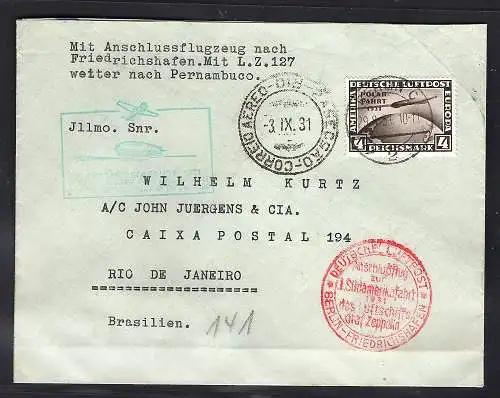 Mit Anschlussflugzeug nach
Friedrichshafen.Mit L.Z.127
weiter nach Pernambuco.
Jllmo. Snr.
WILHELM KURTZ
A/C JOHN JUERGENS & CIA.
CAIXA POSTAL 194
RIO DE JANEIRO
Brasilien.
141
CORREIO AEREO
-3. IX. 31
DEUTSCHE LUFTPOST
EUROPA
POLAR-
FAHRT
1931
4 REICHSMARK 4
DEUTSCHE LUFTPOST
Anschlußflug
zur
1931
des Luftschiffes
Graf Zeppelin
BERLIN-FRIEDRICHSHAFEN